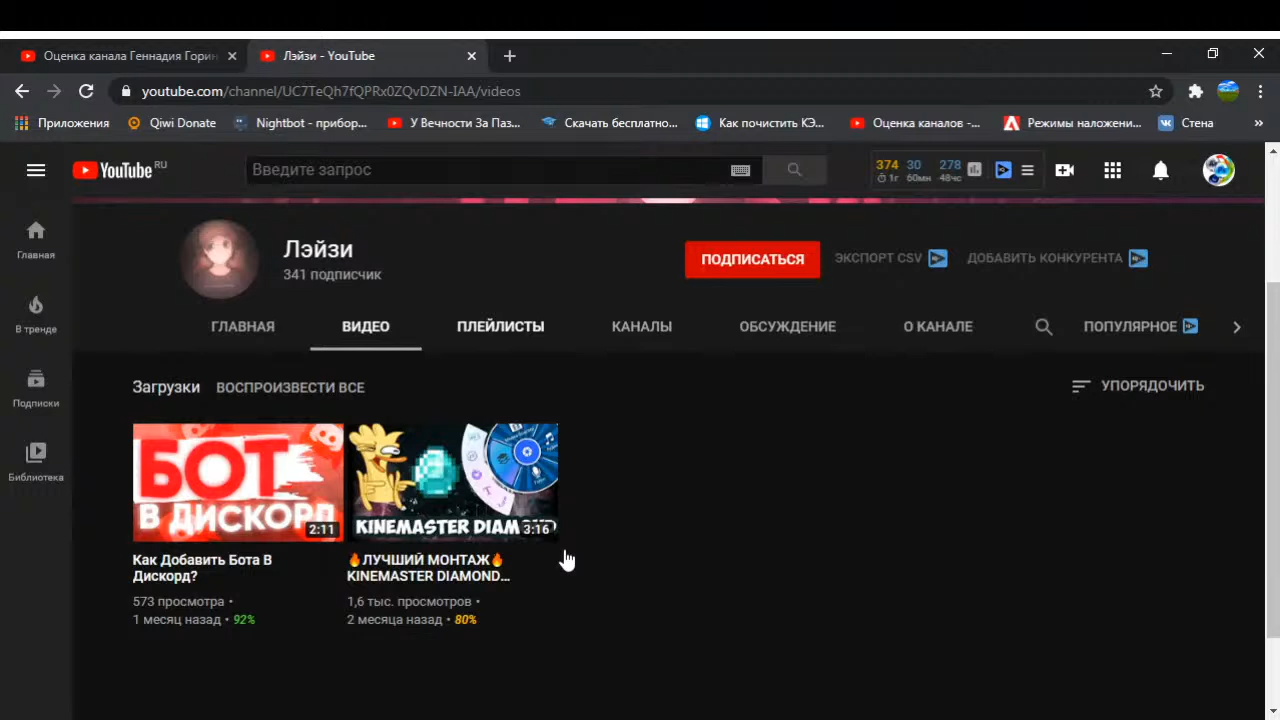 Оценка канала Геннадия Горин
Лэйзи - YouTube
youtube.com/channel/UC7TeQh7fQPRx0ZQvDZN-IAA/videos
Приложения
Qiwi Donate
Nightbot - прибор...
У Вечности За Паз...
Скачать бесплатно...
Как почистить КЭ...
Оценка каналов -...
Режимы наложени...
Стена
YouTube RU
Введите запрос
374 30 278
1г 60мн 48чс
Главная
В тренде
Подписки
Библиотека
Лэйзи
341 подписчик
ПОДПИСАТЬСЯ
ЭКСПОРТ CSV
ДОБАВИТЬ КОНКУРЕНТА
ГЛАВНАЯ
ВИДЕО
ПЛЕЙЛИСТЫ
КАНАЛЫ
ОБСУЖДЕНИЕ
О КАНАЛЕ
ПОПУЛЯРНОЕ
Загрузки
ВОСПРОИЗВЕСТИ ВСЕ
УПОРЯДОЧИТЬ
БОТ
В ДИСКОРД
2:11
Как Добавить Бота В
Дискорд?
573 просмотра •
1 месяц назад • 92%
KINEMASTER DIAMOND
3:16
🔥ЛУЧШИЙ МОНТАЖ🔥
KINEMASTER DIAMOND...
1,6 тыс. просмотров •
2 месяца назад • 80%